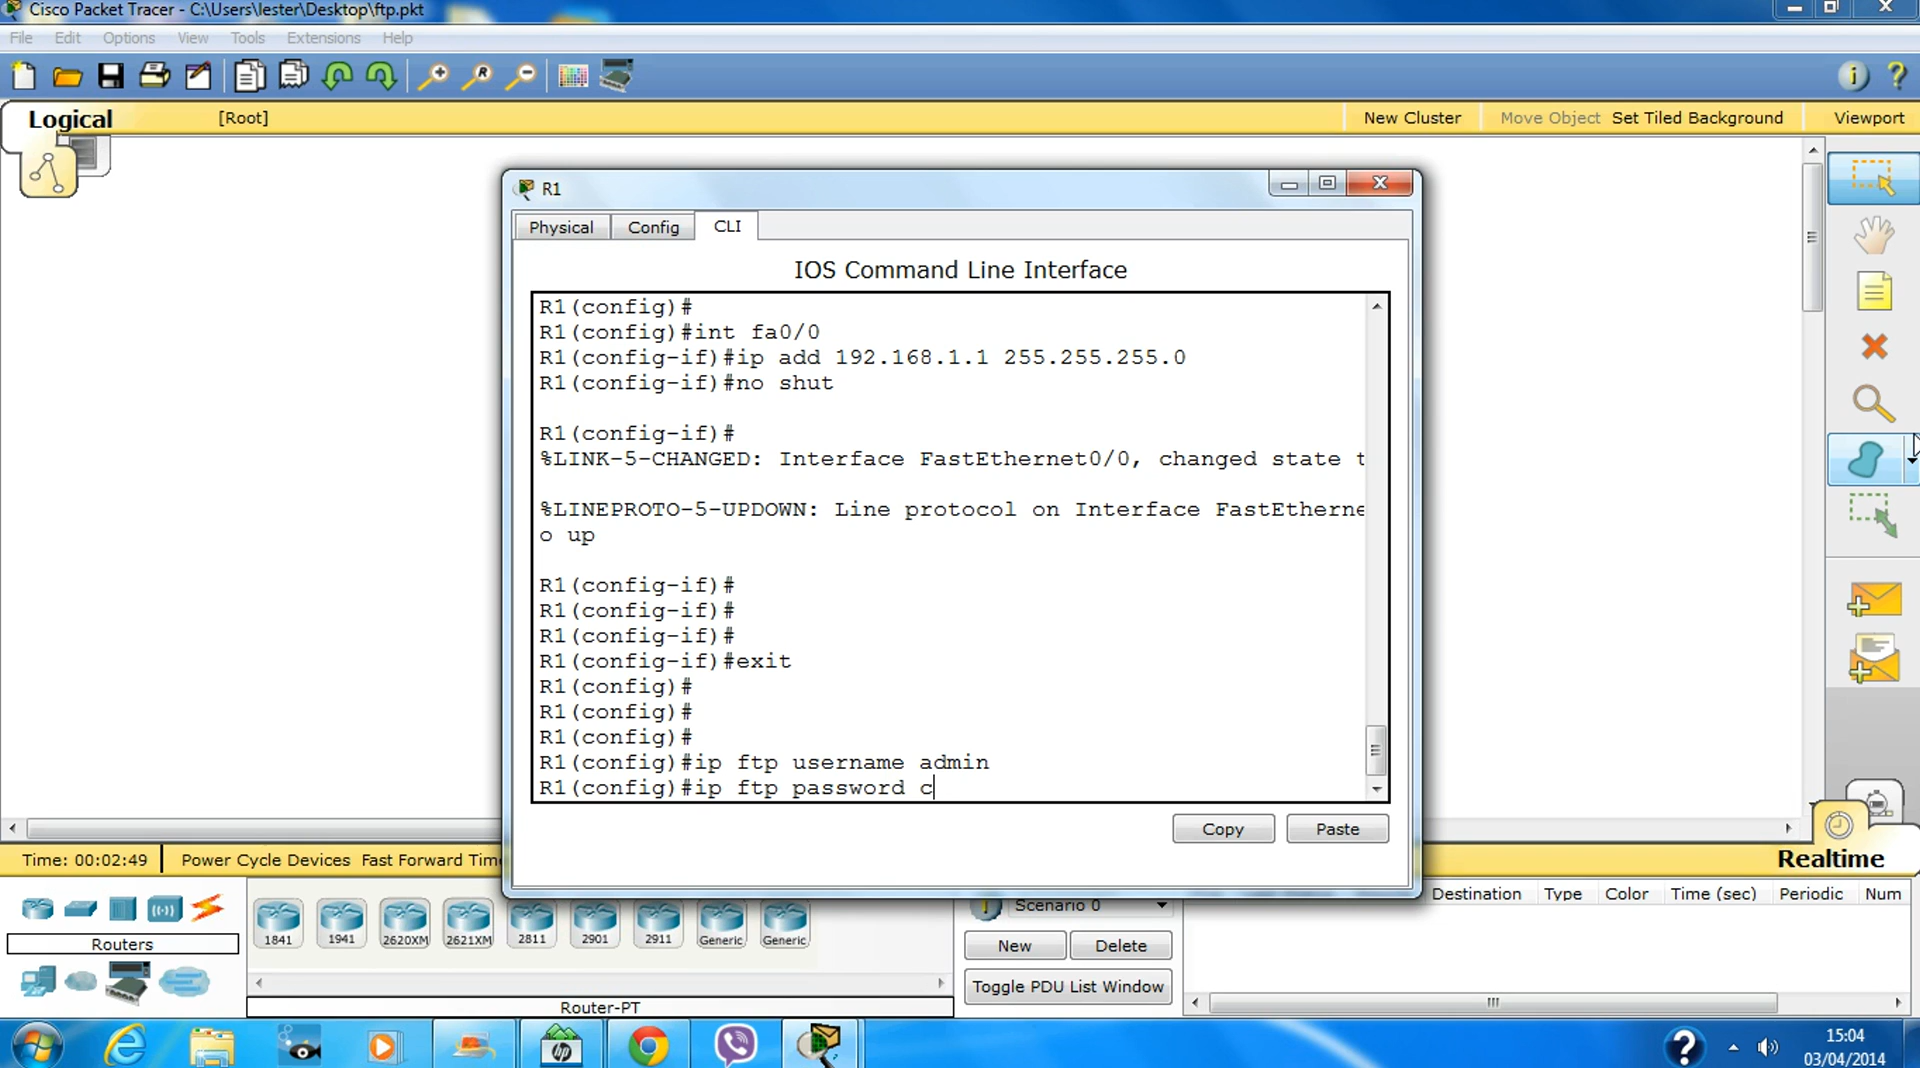 Cisco Packet Tracer - C:\Users\lester\Desktop\ftp.pkt
File Edit Options View Tools Extensions Help
Logical [Root] New Cluster Move Object Set Tiled Background Viewport
R1
Physical Config CLI
IOS Command Line Interface
R1(config)#
R1(config)#int fa0/0
R1(config-if)#ip add 192.168.1.1 255.255.255.0
R1(config-if)#no shut
R1(config-if)#
%LINK-5-CHANGED: Interface FastEthernet0/0, changed state t
%LINEPROTO-5-UPDOWN: Line protocol on Interface FastEtherne
o up
R1(config-if)#
R1(config-if)#
R1(config-if)#
R1(config-if)#exit
R1(config)#
R1(config)#
R1(config)#
R1(config)#ip ftp username admin
R1(config)#ip ftp password c
Copy Paste
Time: 00:02:49 Power Cycle Devices Fast Forward Tim
Realtime
Scenario 0
Destination Type Color Time (sec) Periodic Num
1841 1941 2620XM 2621XM 2811 2901 2911 Generic Generic
Routers
New Delete
Toggle PDU List Window
Router-PT
15:04
03/04/2014